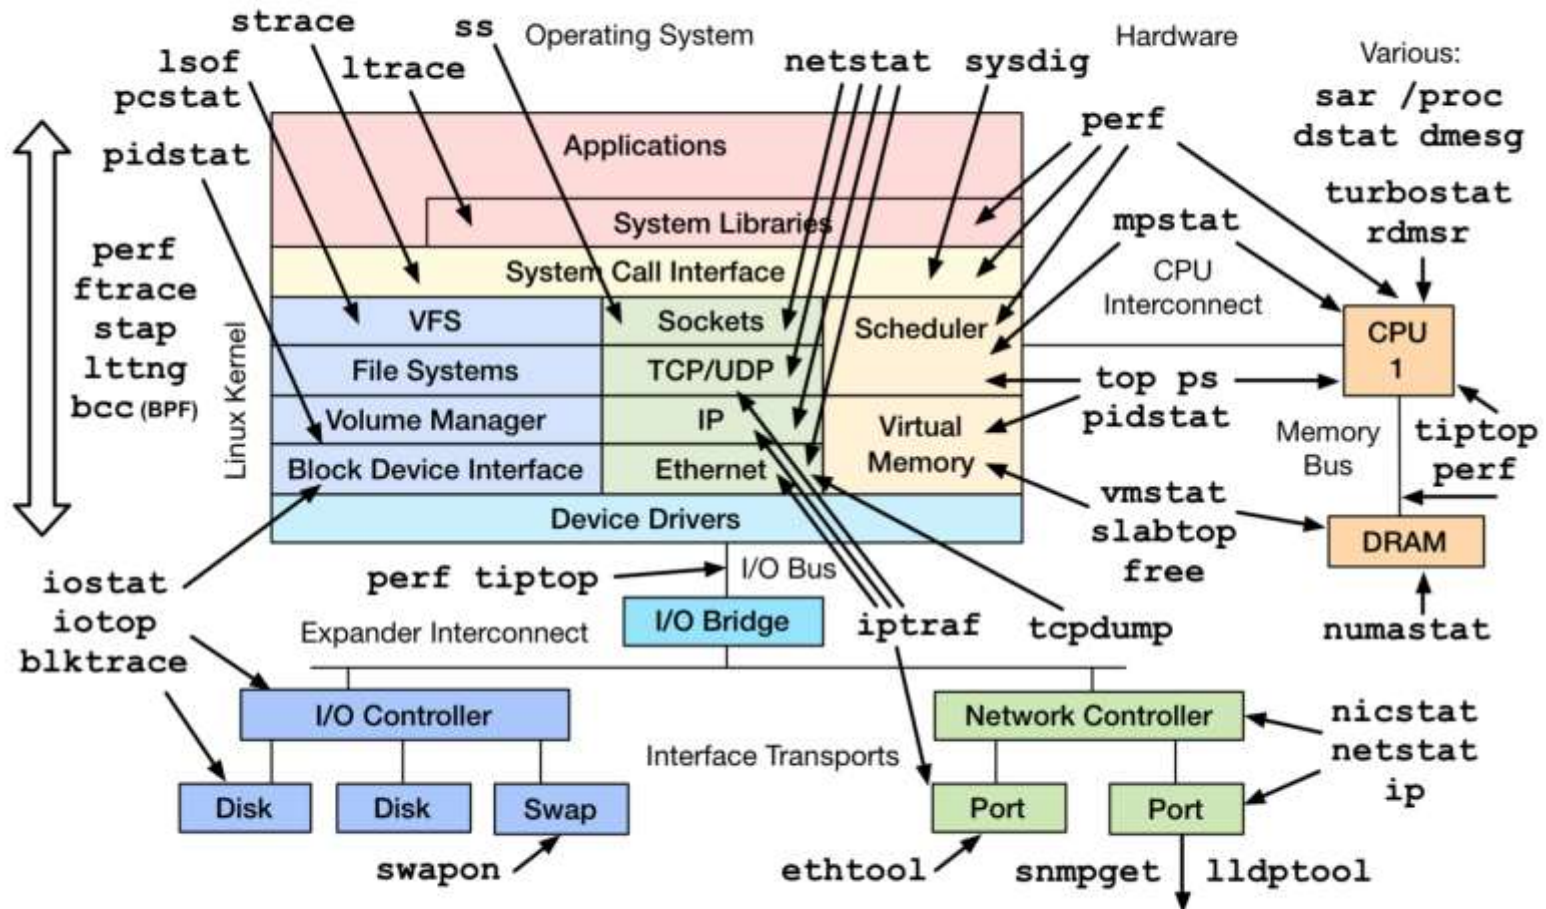 strace
ss
Operating System
Hardware
lsof
pcstat
ltrace
netstat
sysdig
Various:
sar /proc
dstat dmesg
perf
pidstat
Applications
turbostat
rdmsr
System Libraries
mpstat
perf
ftrace
stap
lttng
bcc (BPF)
System Call Interface
CPU
Interconnect
Linux Kernel
VFS
Sockets
Scheduler
CPU
1
File Systems
TCP/UDP
top ps
pidstat
Volume Manager
IP
Virtual
Memory
Memory
Bus
tiptop
perf
Block Device Interface
Ethernet
vmstat
slabtop
free
Device Drivers
DRAM
iostat
iotop
blktrace
perf tiptop
I/O Bus
I/O Bridge
Expander Interconnect
iptraf
tcpdump
numastat
I/O Controller
Network Controller
nicstat
netstat
ip
Interface Transports
Disk
Disk
Swap
Port
Port
swapon
ethtool
snmpget
lldptool